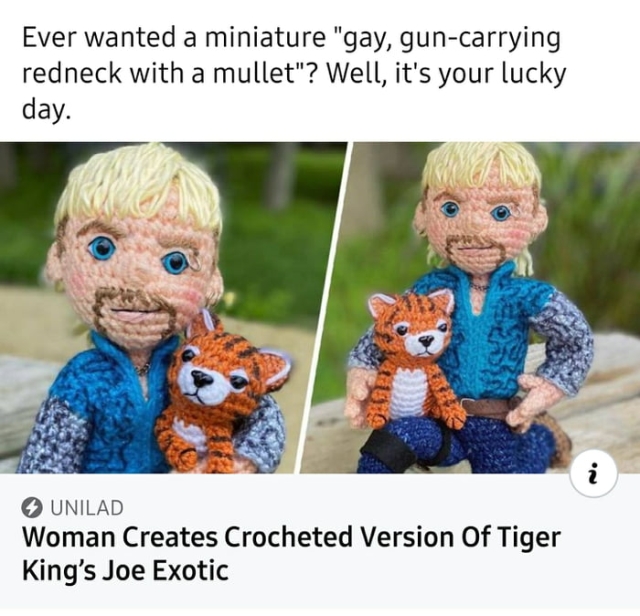 Ever wanted a miniature "gay, gun-carrying
redneck with a mullet"? Well, it's your lucky
day.
i
UNILAD
Woman Creates Crocheted Version Of Tiger
King's Joe Exotic